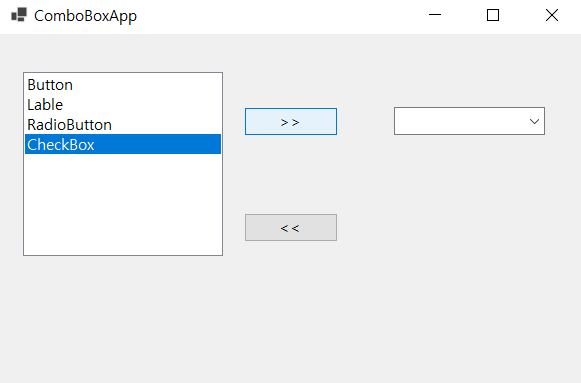 ComboBoxApp
Button
Lable
RadioButton
CheckBox
>>
<<